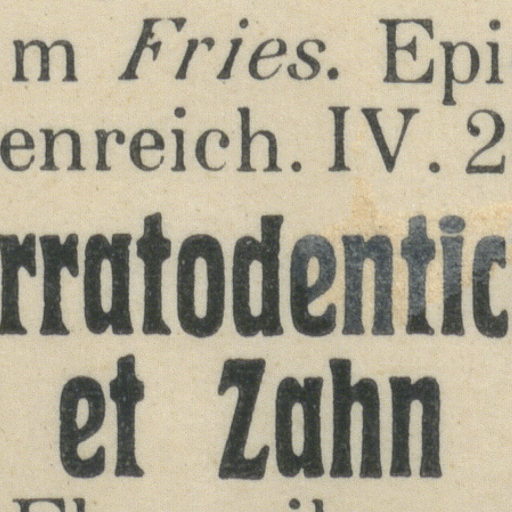 m Fries. Epi
enreich. IV. 2
rratodentic
et Zahn